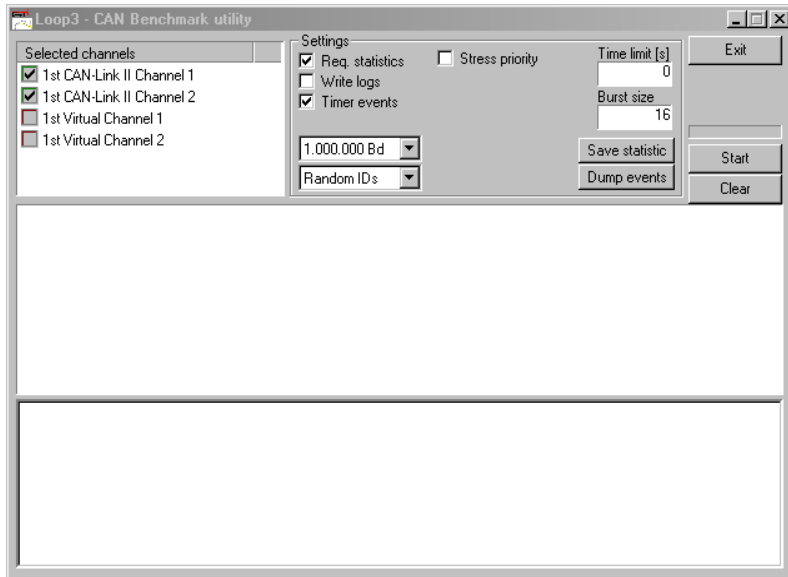 Loop3 - CAN Benchmark utility
Selected channels
1st CAN-Link II Channel 1
1st CAN-Link II Channel 2
1st Virtual Channel 1
1st Virtual Channel 2
Settings
Req. statistics
Write logs
Timer events
Stress priority
1.000.000 Bd
Random IDs
Time limit [s]
0
Burst size
16
Save statistic
Dump events
Exit
Start
Clear